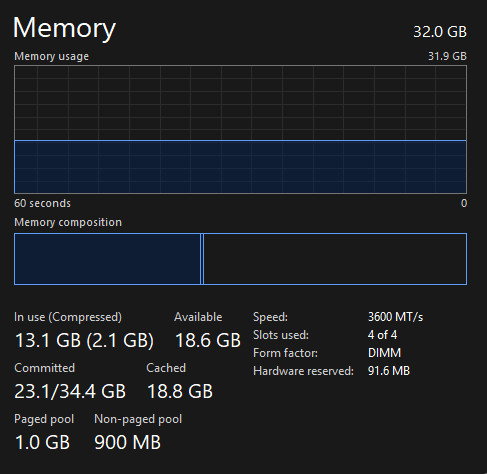 Memory 32.0 GB
Memory usage 31.9 GB
60 seconds 0
Memory composition
In use (Compressed) Available Speed: 3600 MT/s
13.1 GB (2.1 GB) 18.6 GB Slots used: 4 of 4
Form factor: DIMM
Committed Cached Hardware reserved: 91.6 MB
23.1/34.4 GB 18.8 GB
Paged pool Non-paged pool
1.0 GB 900 MB